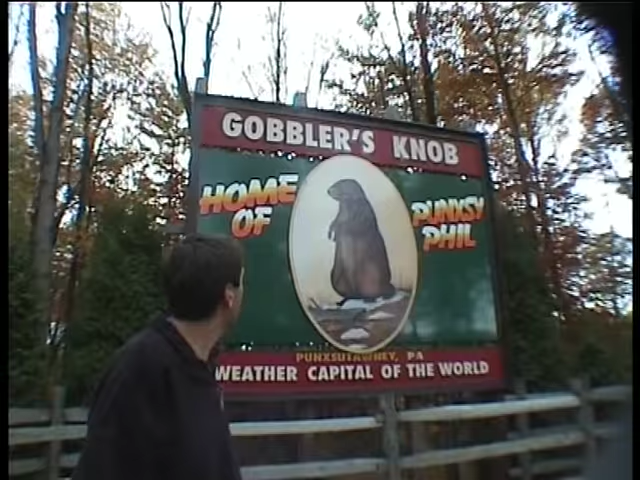 GOBBLER'S KNOB
HOME OF
PUNXSY PHIL
PUNXSUTAWNEY, PA
WEATHER CAPITAL OF THE WORLD